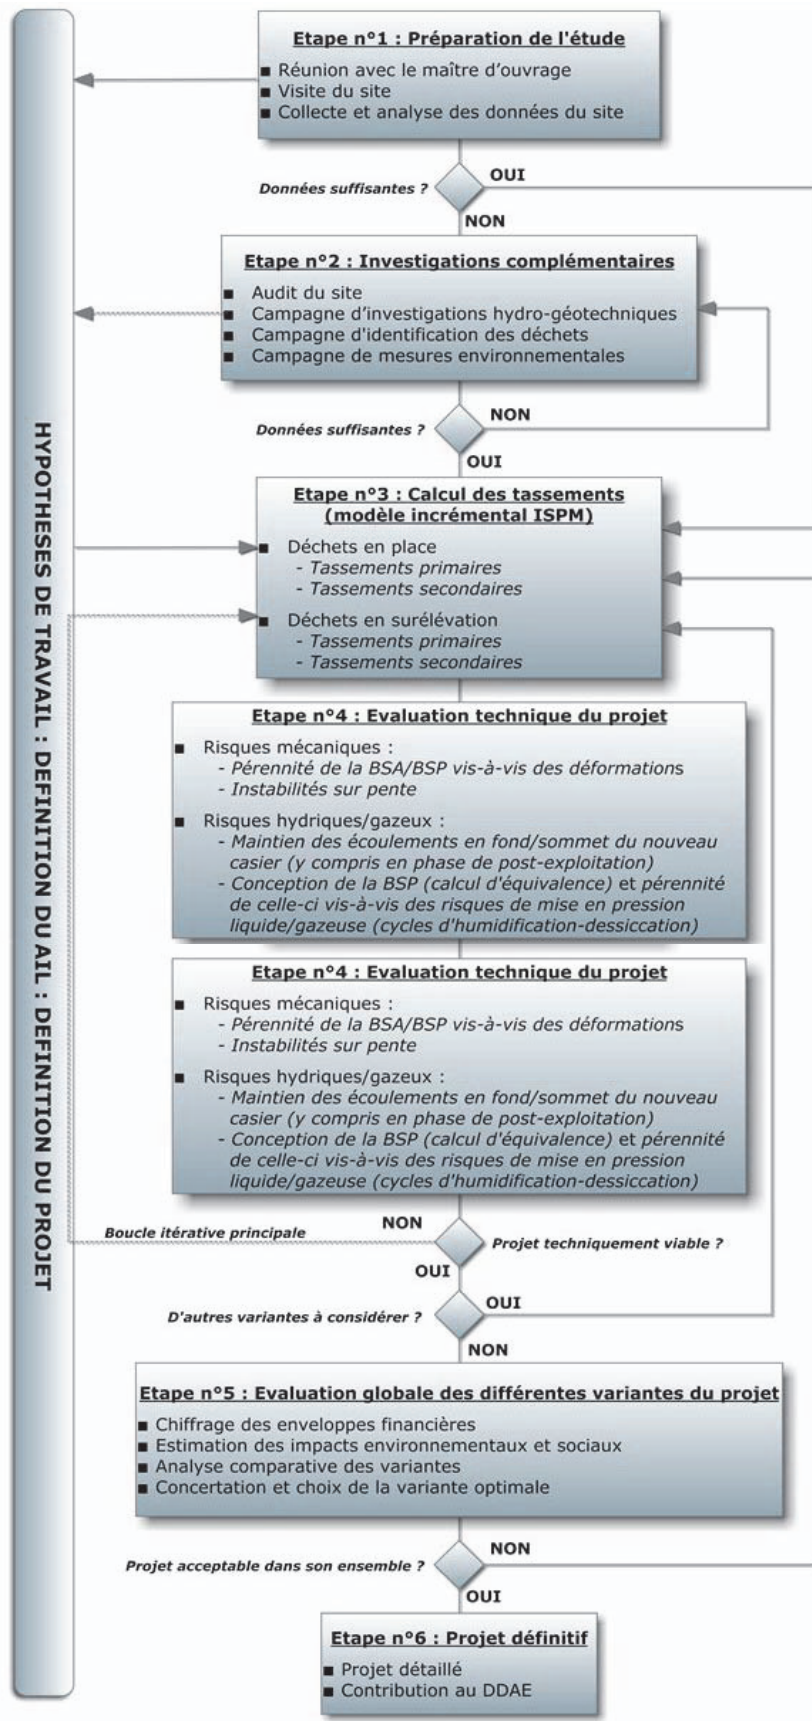 HYPOTHESES DE TRAVAIL : DEFINITION DU AIL : DEFINITION DU PROJET
Etape n°1 : Préparation de l'étude
■ Réunion avec le maître d'ouvrage
■ Visite du site
■ Collecte et analyse des données du site
Données suffisantes ?
OUI
NON
Etape n°2 : Investigations complémentaires
■ Audit du site
■ Campagne d'investigations hydro-géotechniques
■ Campagne d'identification des déchets
■ Campagne de mesures environnementales
Données suffisantes ?
NON
OUI
Etape n°3 : Calcul des tassements
(modèle incrémental ISPM)
■ Déchets en place
- Tassements primaires
- Tassements secondaires
■ Déchets en surélévation
- Tassements primaires
- Tassements secondaires
Etape n°4 : Evaluation technique du projet
■ Risques mécaniques :
- Pérennité de la BSA/BSP vis-à-vis des déformations
- Instabilités sur pente
■ Risques hydriques/gazeux :
- Maintien des écoulements en fond/sommet du nouveau
casier (y compris en phase de post-exploitation)
- Conception de la BSP (calcul d'équivalence) et pérennité
de celle-ci vis-à-vis des risques de mise en pression
liquide/gazeuse (cycles d'humidification-dessiccation)
Etape n°4 : Evaluation technique du projet
■ Risques mécaniques :
- Pérennité de la BSA/BSP vis-à-vis des déformations
- Instabilités sur pente
■ Risques hydriques/gazeux :
- Maintien des écoulements en fond/sommet du nouveau
casier (y compris en phase de post-exploitation)
- Conception de la BSP (calcul d'équivalence) et pérennité
de celle-ci vis-à-vis des risques de mise en pression
liquide/gazeuse (cycles d'humidification-dessiccation)
Boucle itérative principale
NON
Projet techniquement viable ?
OUI
D'autres variantes à considérer ?
OUI
NON
Etape n°5 : Evaluation globale des différentes variantes du projet
■ Chiffrage des enveloppes financières
■ Estimation des impacts environnementaux et sociaux
■ Analyse comparative des variantes
■ Concertation et choix de la variante optimale
Projet acceptable dans son ensemble ?
NON
OUI
Etape n°6 : Projet définitif
■ Projet détaillé
■ Contribution au DDAE